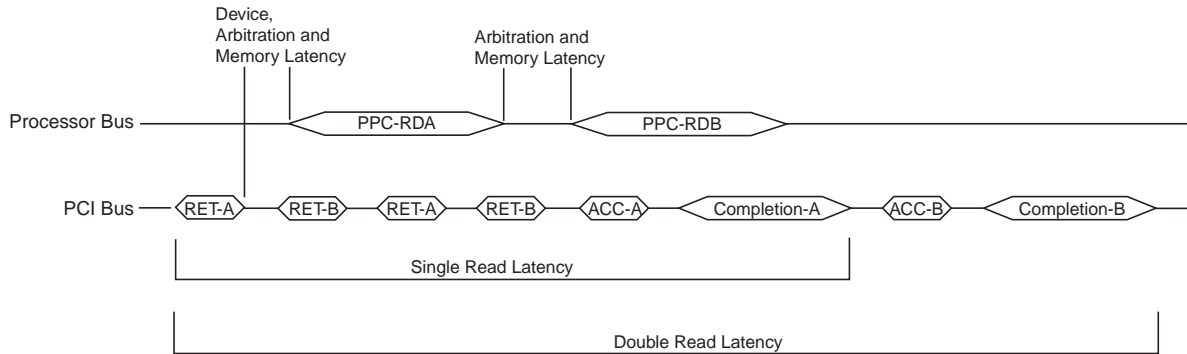 Device,
Arbitration and
Memory Latency
Arbitration and
Memory Latency
Processor Bus
PPC-RDA
PPC-RDB
PCI Bus
RET-A
RET-B
RET-A
RET-B
ACC-A
Completion-A
ACC-B
Completion-B
Single Read Latency
Double Read Latency